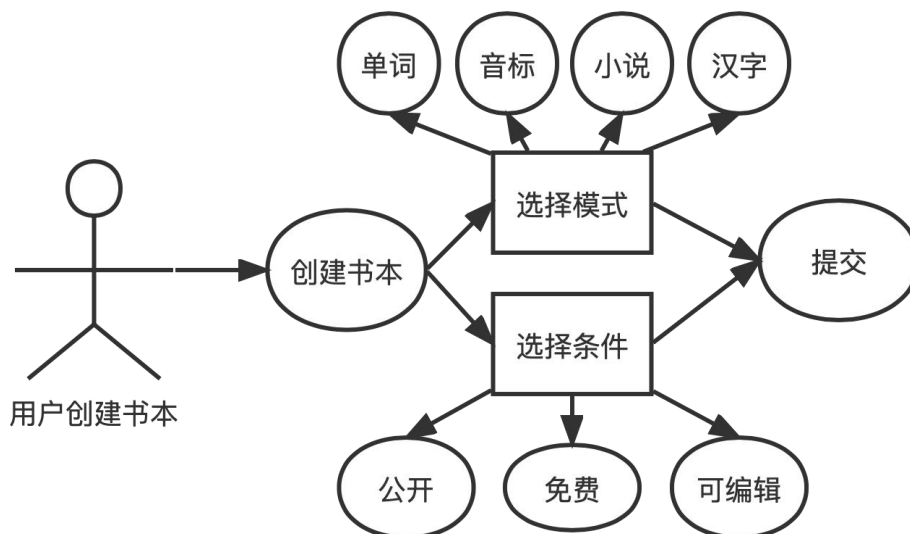 单词
音标
小说
汉字
选择模式
创建书本
提交
选择条件
用户创建书本
公开
免费
可编辑